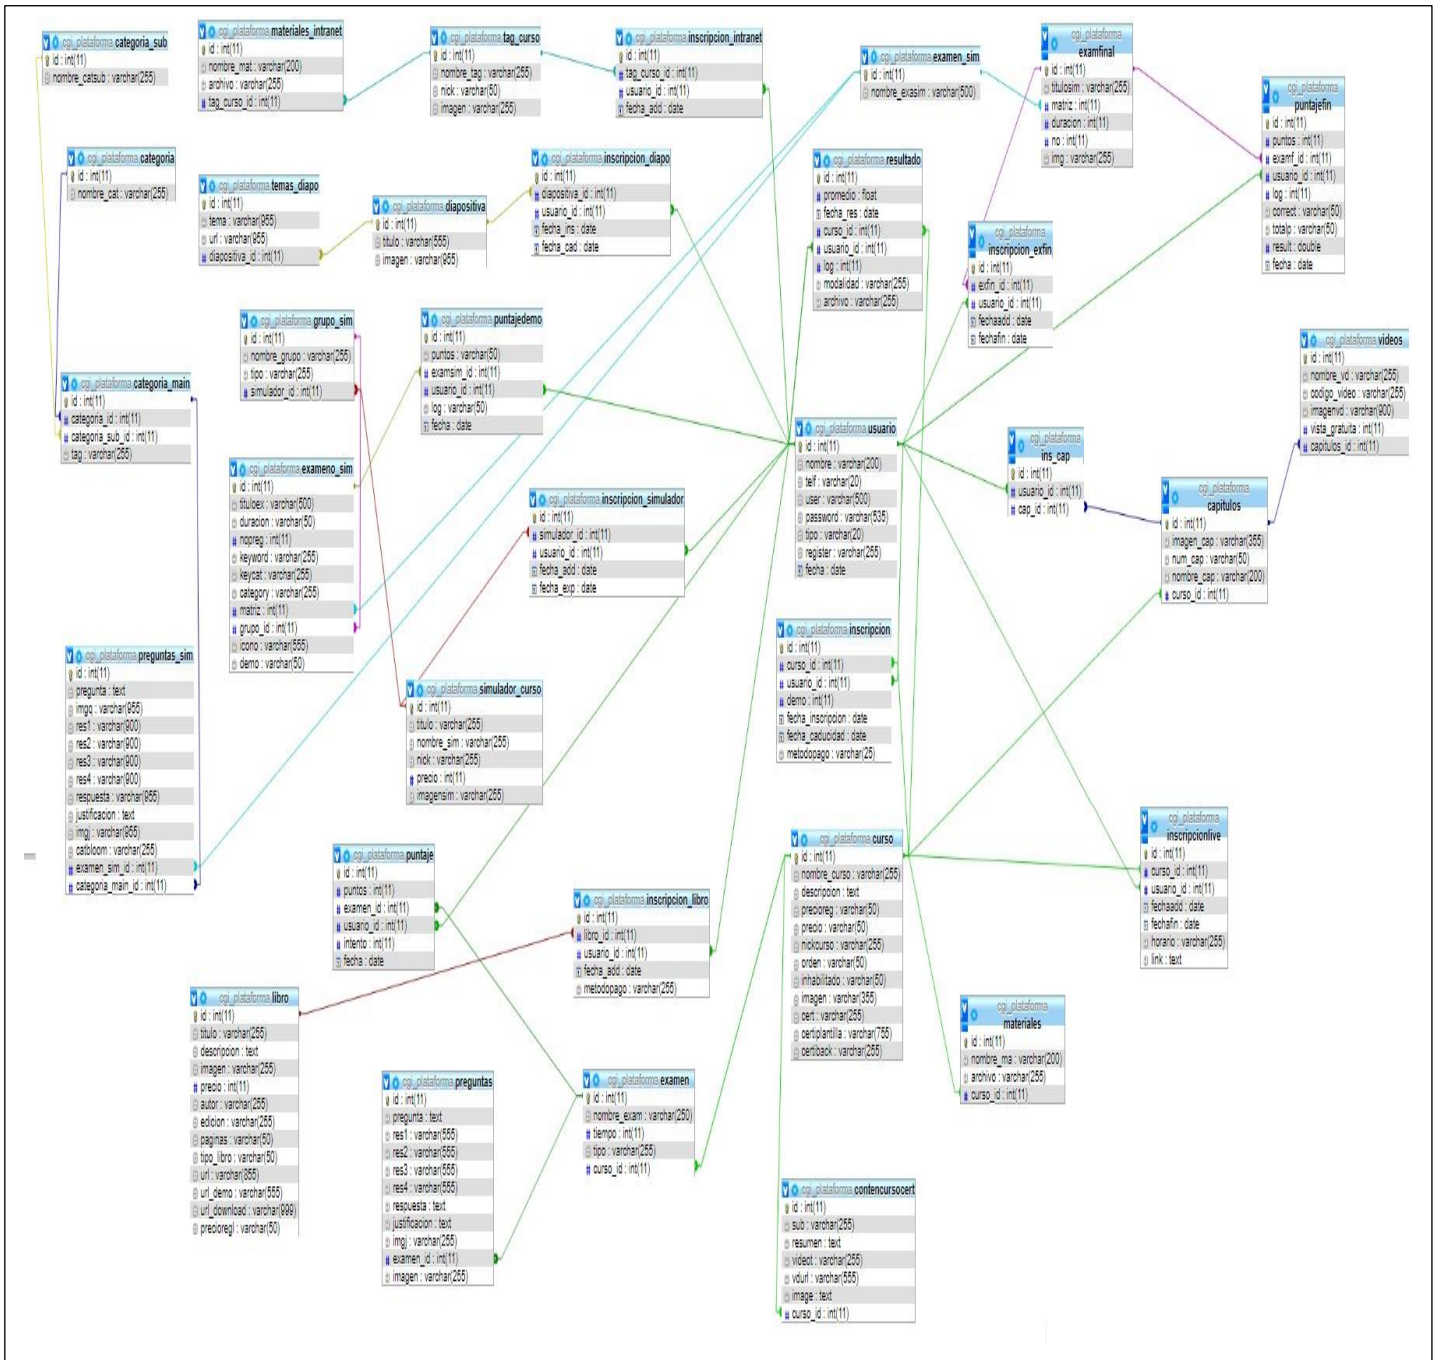 cgi_plataforma categoria_sub
id : int(11)
nombre_catsub : varchar(255)
cgi_plataforma materiales_intranet
id : int(11)
nombre_mat : varchar(200)
archivo : varchar(255)
tag_curso_id : int(11)
cgi_plataforma tag_curso
id : int(11)
nombre_tag : varchar(255)
nick : varchar(50)
imagen : varchar(255)
cgi_plataforma inscripcion_intranet
id : int(11)
tag_curso_id : int(11)
usuario_id : int(11)
fecha_add : date
cgi_plataforma examen_sim
id : int(11)
nombre_exasim : varchar(500)
cgi_plataforma
examfinal
id : int(11)
titulosim : varchar(255)
matriz : int(11)
duracion : int(11)
no : int(11)
img : varchar(255)
cgi_plataforma
puntajefin
id : int(11)
puntos : int(11)
examf_id : int(11)
usuario_id : int(11)
log : int(11)
correct : varchar(50)
totalp : varchar(50)
result : double
fecha : date
cgi_plataforma categoria
id : int(11)
nombre_cat : varchar(255)
cgi_plataforma temas_diapo
id : int(11)
tema : varchar(955)
url : varchar(955)
diapositiva_id : int(11)
cgi_plataforma diapositiva
id : int(11)
titulo : varchar(555)
imagen : varchar(955)
cgi_plataforma inscripcion_diapo
id : int(11)
diapositiva_id : int(11)
usuario_id : int(11)
fecha_ins : date
fecha_cad : date
cgi_plataforma resultado
id : int(11)
promedio : float
fecha_res : date
curso_id : int(11)
usuario_id : int(11)
log : int(11)
modalidad : varchar(255)
archivo : varchar(255)
cgi_plataforma
inscripcion_exfin
id : int(11)
exfin_id : int(11)
usuario_id : int(11)
fechaadd : date
fechafin : date
cgi_plataforma grupo_sim
id : int(11)
nombre_grupo : varchar(255)
tipo : varchar(255)
simulador_id : int(11)
cgi_plataforma puntajedemo
id : int(11)
puntos : varchar(50)
examsim_id : int(11)
usuario_id : int(11)
log : varchar(50)
fecha : date
cgi_plataforma videos
id : int(11)
nombre_vd : varchar(255)
codigo_video : varchar(255)
imagenvd : varchar(900)
vista_gratuita : int(11)
capitulos_id : int(11)
cgi_plataforma categoria_main
id : int(11)
categoria_id : int(11)
categoria_sub_id : int(11)
tag : varchar(255)
cgi_plataforma usuario
id : int(11)
nombre : varchar(200)
telf : varchar(20)
user : varchar(500)
password : varchar(535)
tipo : varchar(20)
register : varchar(255)
fecha : date
cgi_plataforma
ins_cap
id : int(11)
usuario_id : int(11)
cap_id : int(11)
cgi_plataforma
capitulos
id : int(11)
imagen_cap : varchar(355)
num_cap : varchar(50)
nombre_cap : varchar(200)
curso_id : int(11)
cgi_plataforma exameno_sim
id : int(11)
tituloex : varchar(500)
duracion : varchar(50)
nopreg : int(11)
keyword : varchar(255)
keycat : varchar(255)
category : varchar(255)
matriz : int(11)
grupo_id : int(11)
icono : varchar(555)
demo : varchar(50)
cgi_plataforma inscripcion_simulador
id : int(11)
simulador_id : int(11)
usuario_id : int(11)
fecha_add : date
fecha_exp : date
cgi_plataforma inscripcion
id : int(11)
curso_id : int(11)
usuario_id : int(11)
demo : int(11)
fecha_inscripcion : date
fecha_caducidad : date
metodopago : varchar(25)
cgi_plataforma preguntas_sim
id : int(11)
pregunta : text
imgq : varchar(955)
res1 : varchar(900)
res2 : varchar(900)
res3 : varchar(900)
res4 : varchar(900)
respuesta : varchar(955)
justificacion : text
imgj : varchar(955)
catbloom : varchar(255)
examen_sim_id : int(11)
categoria_main_id : int(11)
cgi_plataforma simulador_curso
id : int(11)
titulo : varchar(255)
nombre_sim : varchar(255)
nick : varchar(255)
precio : int(11)
imagensim : varchar(255)
cgi_plataforma puntaje
id : int(11)
puntos : int(11)
examen_id : int(11)
usuario_id : int(11)
intento : int(11)
fecha : date
cgi_plataforma inscripcion_libro
id : int(11)
libro_id : int(11)
usuario_id : int(11)
fecha_add : date
metodopago : varchar(255)
cgi_plataforma curso
id : int(11)
nombre_curso : varchar(255)
descripcion : text
precioreg : varchar(50)
precio : varchar(50)
nickcurso : varchar(255)
orden : varchar(50)
inhabilitado : varchar(50)
imagen : varchar(355)
cert : varchar(255)
certiplantilla : varchar(755)
certiback : varchar(255)
cgi_plataforma
inscripcionlive
id : int(11)
curso_id : int(11)
usuario_id : int(11)
fechaadd : date
fechafin : date
horario : varchar(255)
link : text
cgi_plataforma libro
id : int(11)
titulo : varchar(255)
descripcion : text
imagen : varchar(255)
precio : int(11)
autor : varchar(255)
edicion : varchar(255)
paginas : varchar(50)
tipo_libro : varchar(50)
url : varchar(855)
url_demo : varchar(555)
url_download : varchar(999)
precioregl : varchar(50)
cgi_plataforma
materiales
id : int(11)
nombre_ma : varchar(200)
archivo : varchar(255)
curso_id : int(11)
cgi_plataforma preguntas
id : int(11)
pregunta : text
res1 : varchar(555)
res2 : varchar(555)
res3 : varchar(555)
res4 : varchar(555)
respuesta : text
justificacion : text
imgj : varchar(255)
examen_id : int(11)
imagen : varchar(255)
cgi_plataforma examen
id : int(11)
nombre_exam : varchar(250)
tiempo : int(11)
tipo : varchar(255)
curso_id : int(11)
cgi_plataforma contencursocert
id : int(11)
sub : varchar(255)
resumen : text
videot : varchar(255)
vdurl : varchar(555)
image : text
curso_id : int(11)